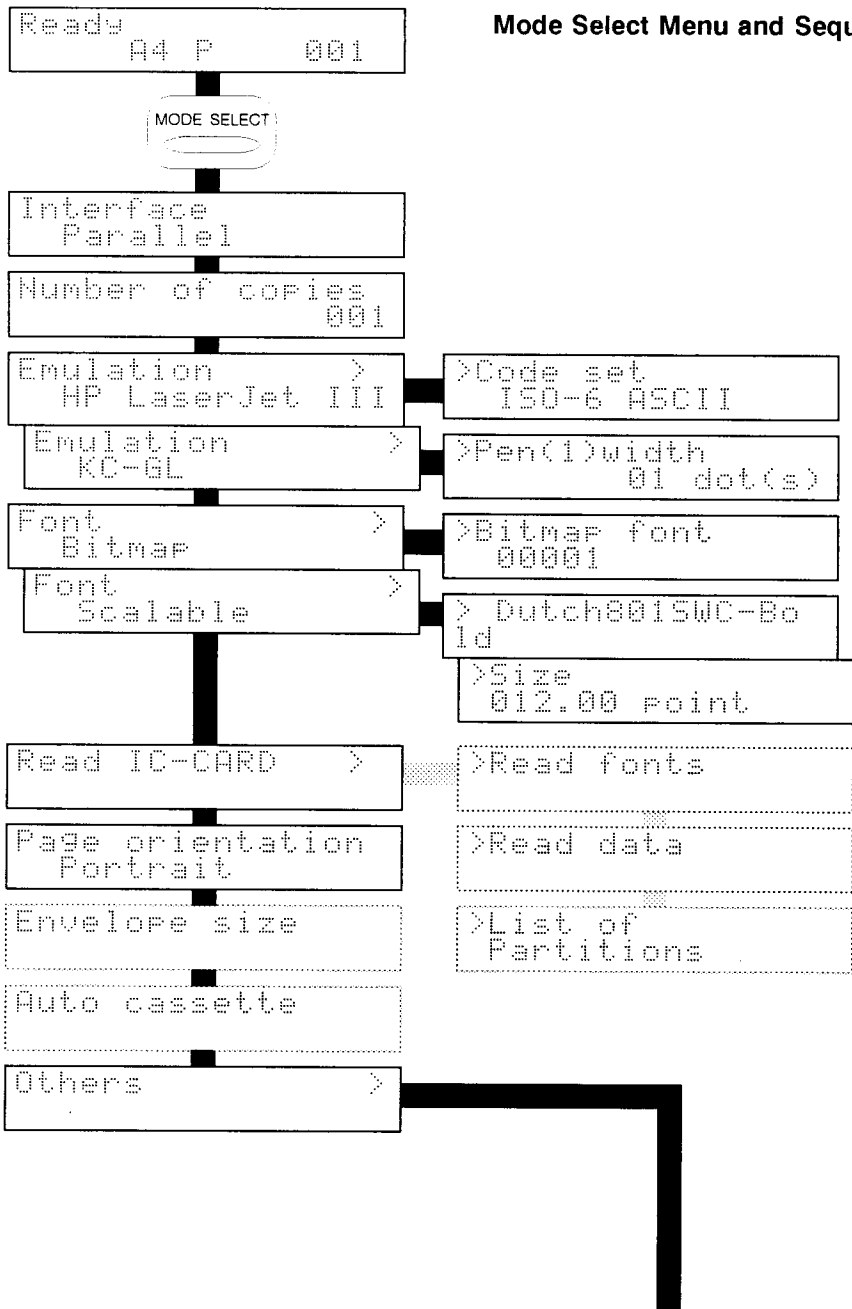 Mode Select Menu and Sequ
Ready
A4 P 001
MODE SELECT
Interface
Parallel
Number of copies
001
Emulation >
HP LaserJet III
>Code set
ISO-6 ASCII
Emulation >
KC-GL
>Pen(1)width
01 dot(s)
Font >
Bitmap
>Bitmap font
00001
Font >
Scalable
> Dutch801SWC-Bo
ld
>Size
012.00 point
Read IC-CARD >
>Read fonts
>Read data
>List of
Partitions
Page orientation
Portrait
Envelope size
Auto cassette
Others >